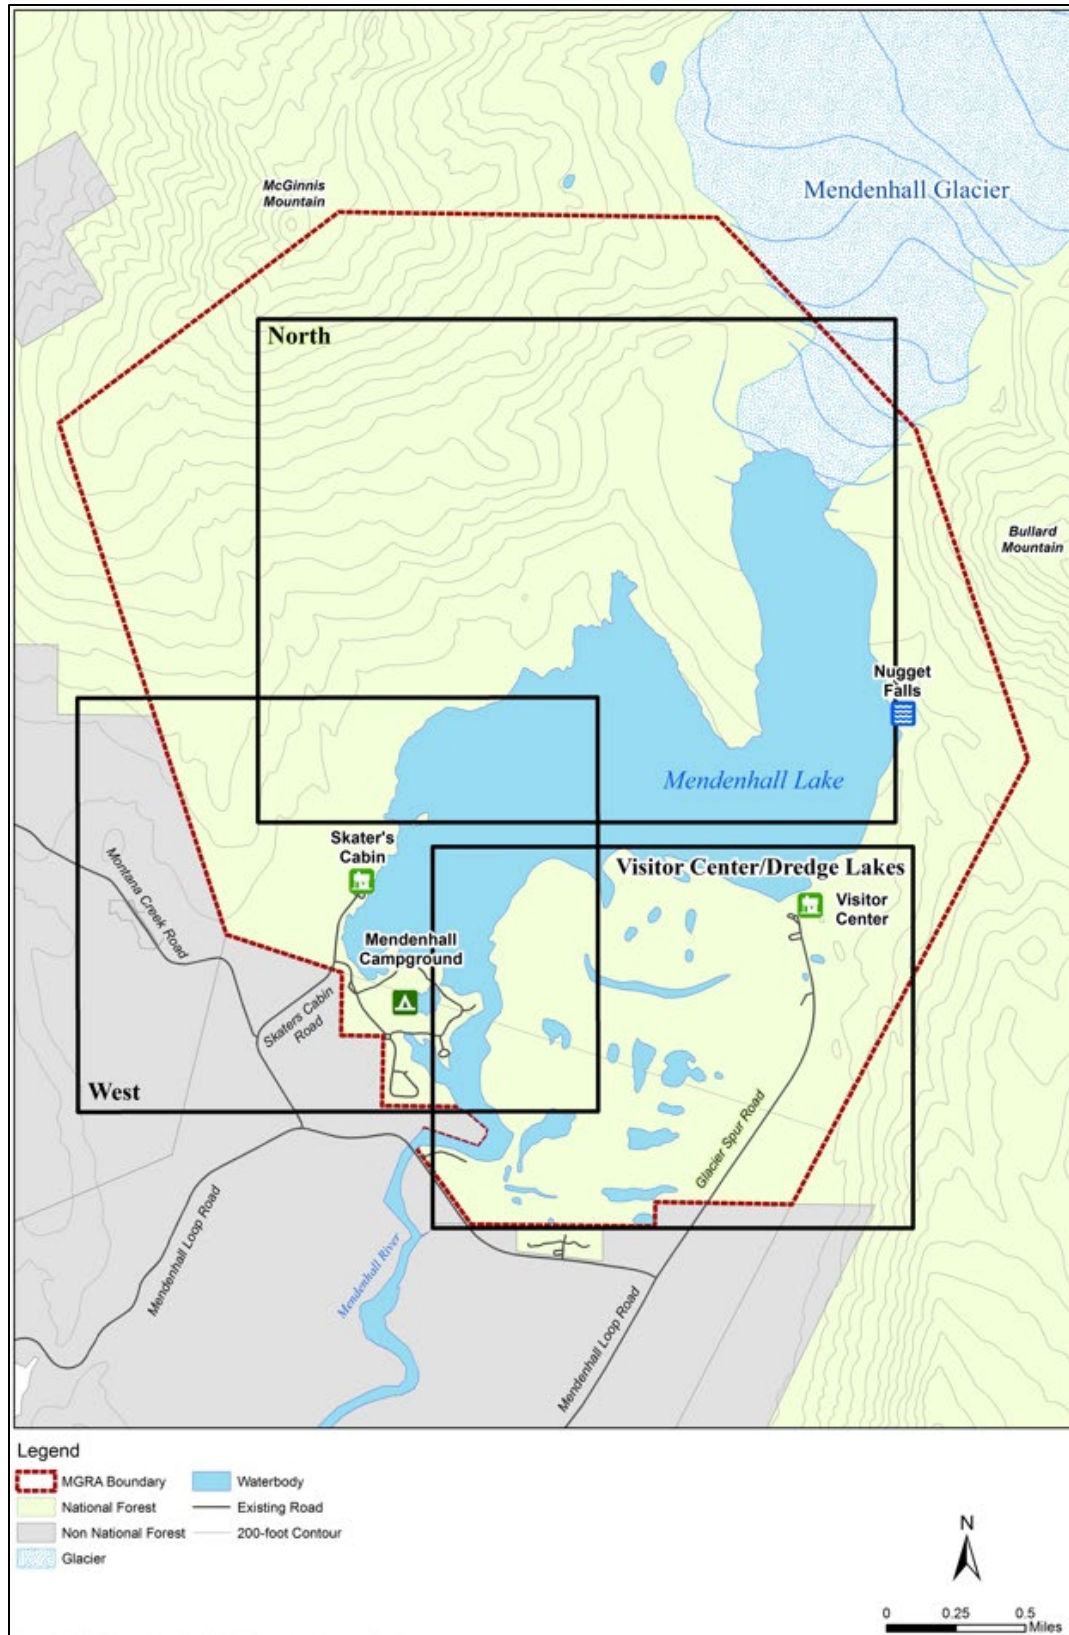 McGinnis
Mountain
Mendenhall Glacier
North
Bullard
Mountain
Nugget
Falls
Mendenhall Lake
Skater's
Cabin
Visitor Center/Dredge Lakes
Visitor
Center
Montana Creek Road
Mendenhall
Campground
Skaters Cabin
Road
West
Glacier Spur Road
Mendenhall Loop Road
Mendenhall River
Mendenhall Loop Road
Legend
MGRA Boundary
Waterbody
National Forest
Existing Road
Non National Forest
200-foot Contour
Glacier
N
0 0.25 0.5
Miles